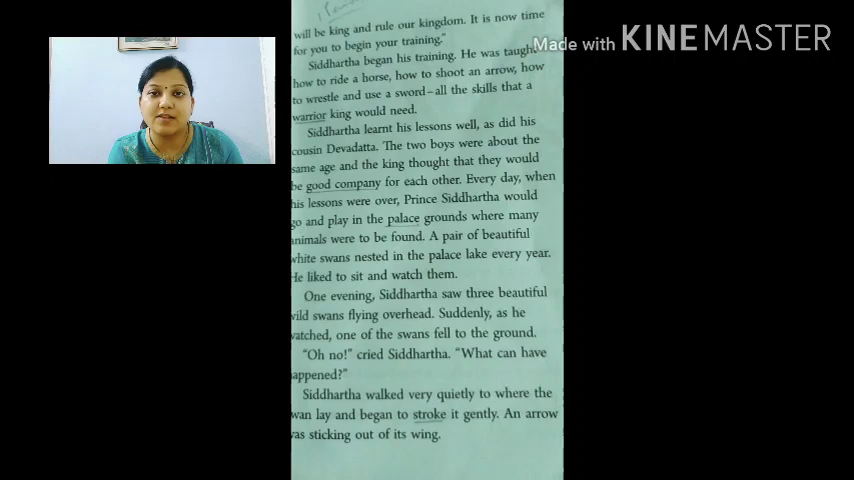 will be king and rule our kingdom. It is now time
for you to begin your training."
Siddhartha began his training. He was taugh
how to ride a horse, how to shoot an arrow, how
to wrestle and use a sword–all the skills that a
warrior king would need.
Siddhartha learnt his lessons well, as did his
cousin Devadatta. The two boys were about the
same age and the king thought that they would
be good company for each other. Every day, when
his lessons were over, Prince Siddhartha would
go and play in the palace grounds where many
animals were to be found. A pair of beautiful
white swans nested in the palace lake every year.
He liked to sit and watch them.
One evening, Siddhartha saw three beautiful
wild swans flying overhead. Suddenly, as he
watched, one of the swans fell to the ground.
"Oh no!" cried Siddhartha. "What can have
appened?"
Siddhartha walked very quietly to where the
wan lay and began to stroke it gently. An arrow
was sticking out of its wing.
Made with KINEMASTER